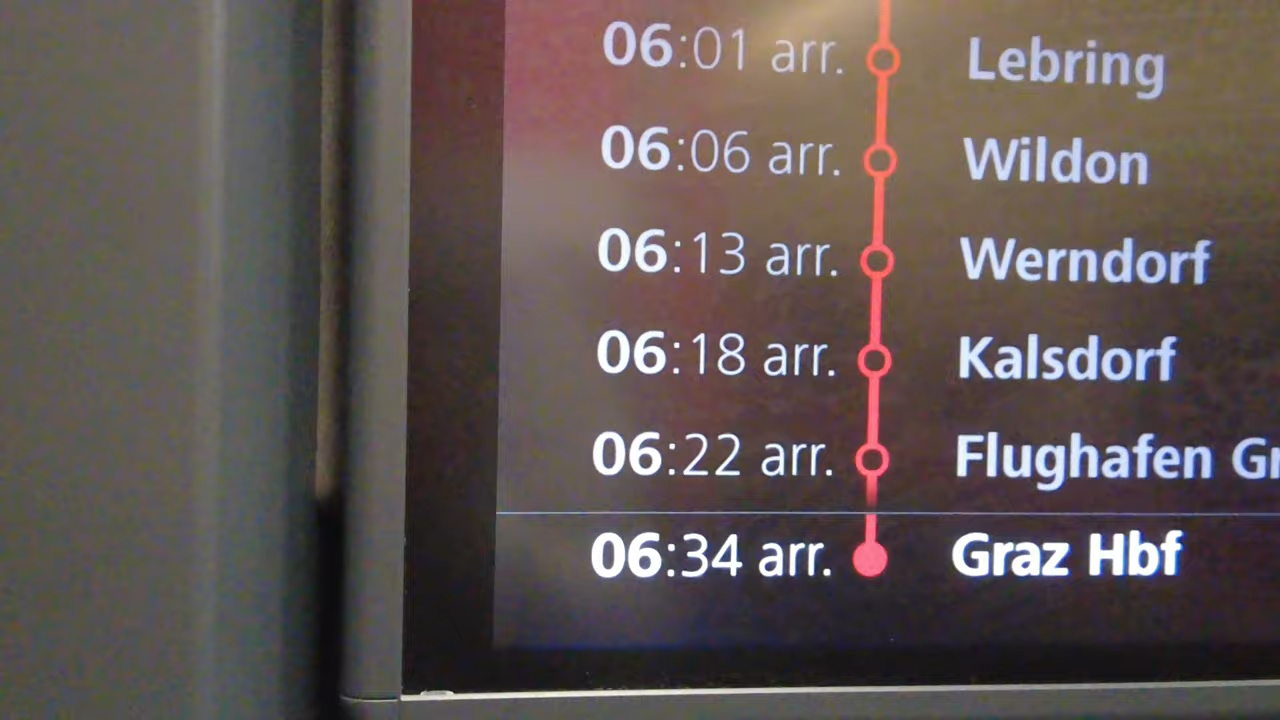 06:01 arr. Lebring
06:06 arr. Wildon
06:13 arr. Werndorf
06:18 arr. Kalsdorf
06:22 arr. Flughafen
06:34 arr. Graz Hbf